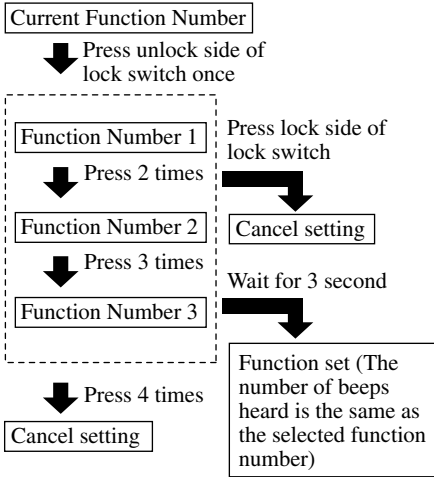 Current Function Number
Press unlock side of
lock switch once
Function Number 1
Press 2 times
Press lock side of
lock switch
Function Number 2
Cancel setting
Press 3 times
Wait for 3 second
Function Number 3
Function set (The
number of beeps
heard is the same as
the selected function
number)
Press 4 times
Cancel setting